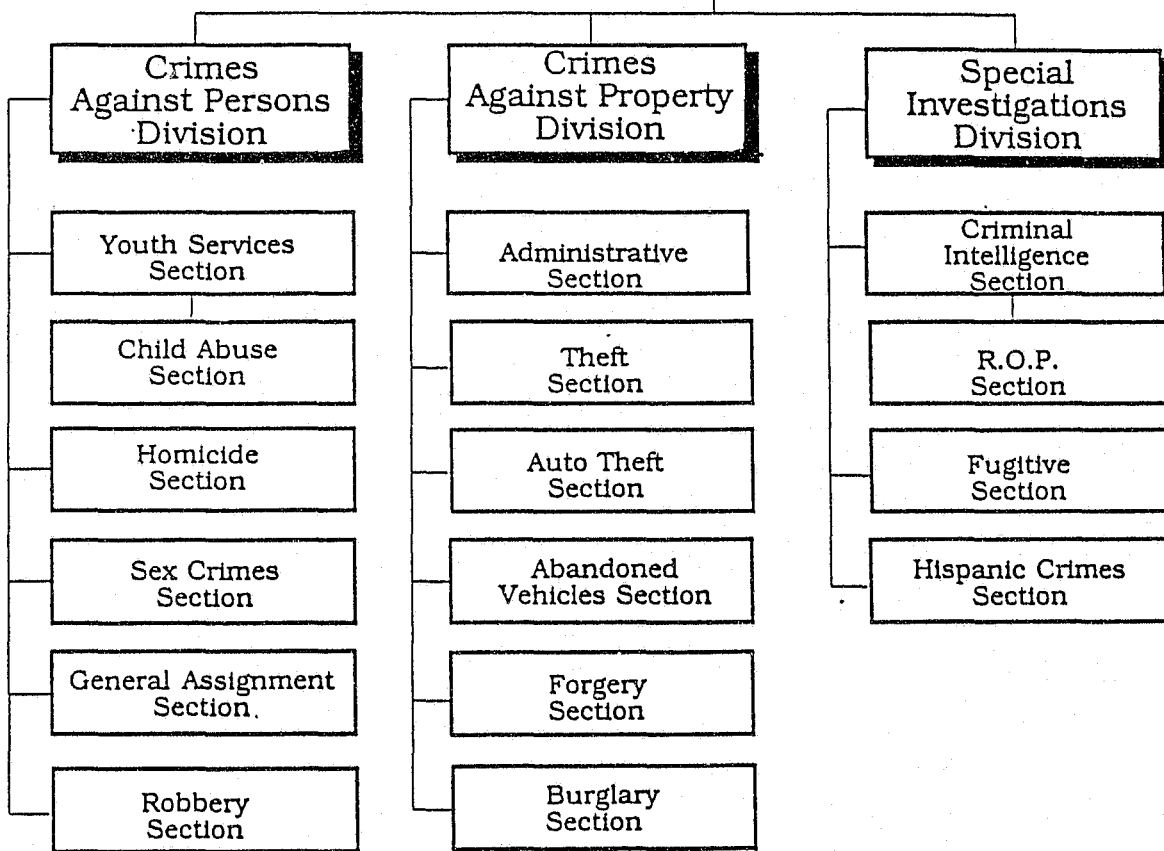 Crimes
Against Persons
Division
Youth Services
Section
Child Abuse
Section
Homicide
Section
Sex Crimes
Section
General Assignment
Section.
Robbery
Section
Crimes
Against Property
Division
Administrative
Section
Theft
Section
Auto Theft
Section
Abandoned
Vehicles Section
Forgery
Section
Burglary
Section
Special
Investigations
Division
Criminal
Intelligence
Section
R.O.P.
Section
Fugitive
Section
Hispanic Crimes
Section